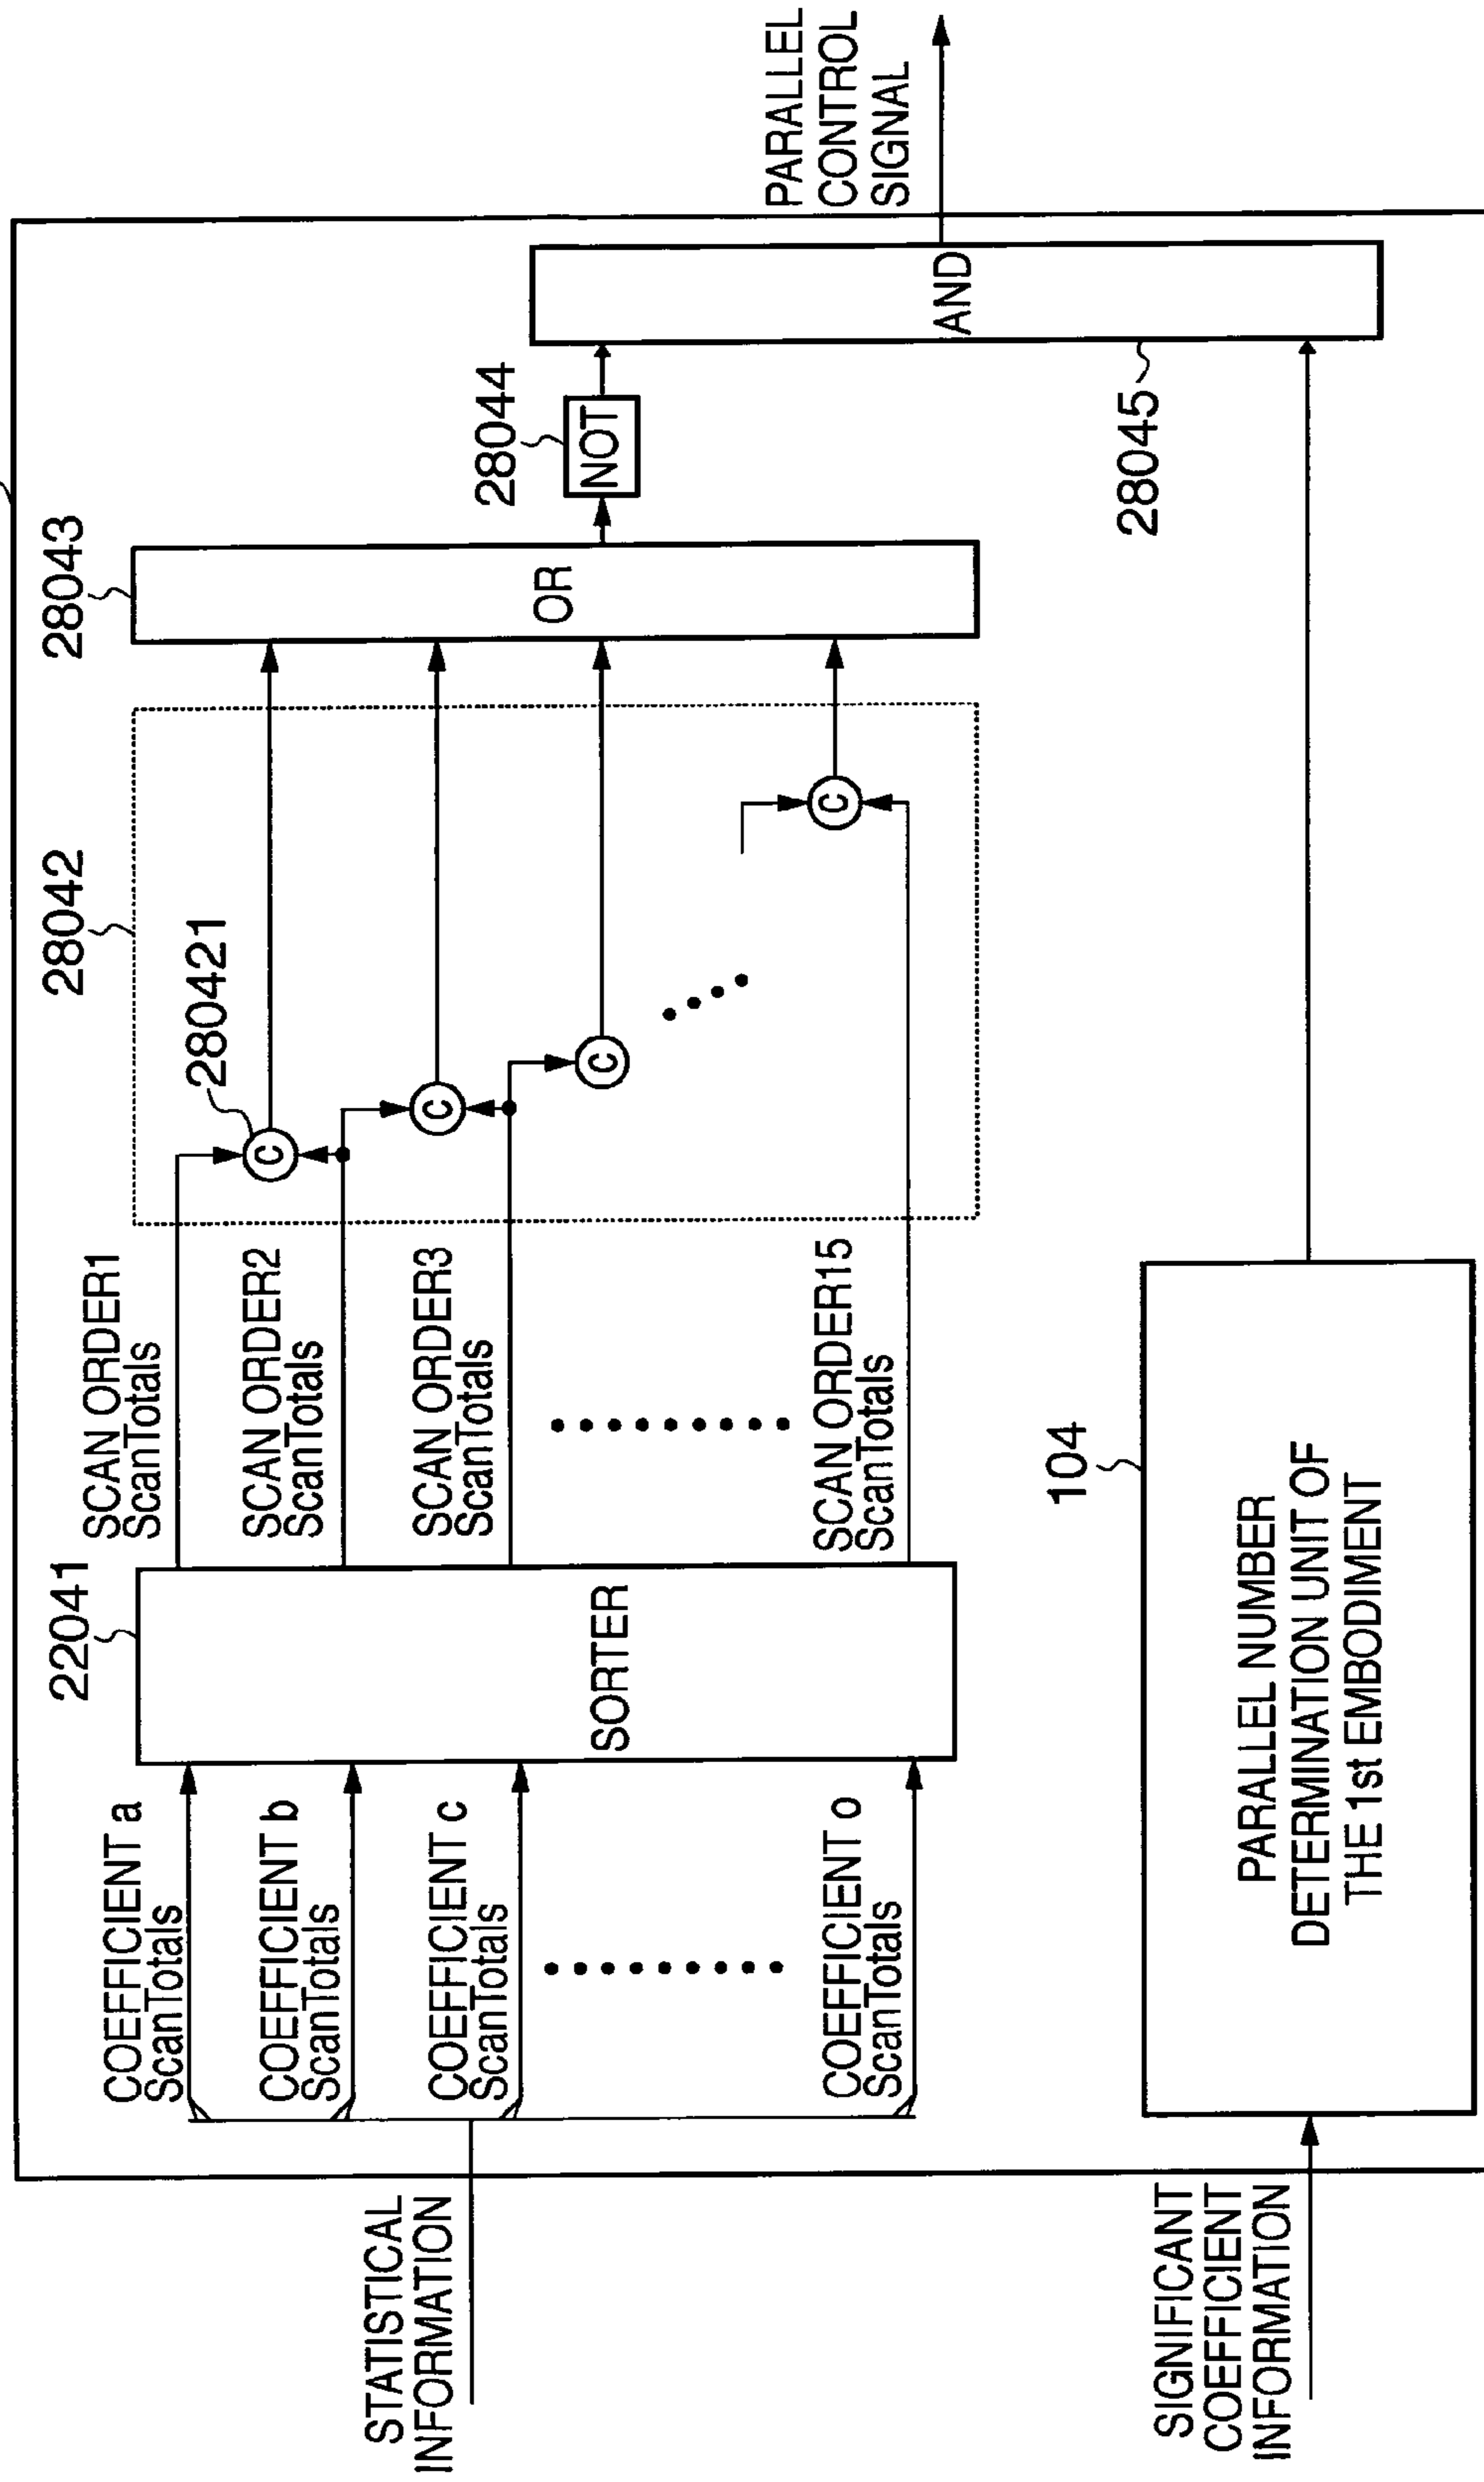 STATISTICAL
INFORMATION
COEFFICIENT a
ScanTotals
COEFFICIENT b
ScanTotals
COEFFICIENT c
ScanTotals
COEFFICIENT o
ScanTotals
22041
SORTER
SCAN ORDER1
ScanTotals
SCAN ORDER2
ScanTotals
SCAN ORDER3
ScanTotals
SCAN ORDER15
ScanTotals
28042
280421
C
C
C
C
28043
OR
28044
NOT
28045
AND
PARALLEL
CONTROL
SIGNAL
SIGNIFICANT
COEFFICIENT
INFORMATION
104
PARALLEL NUMBER
DETERMINATION UNIT OF
THE 1st EMBODIMENT